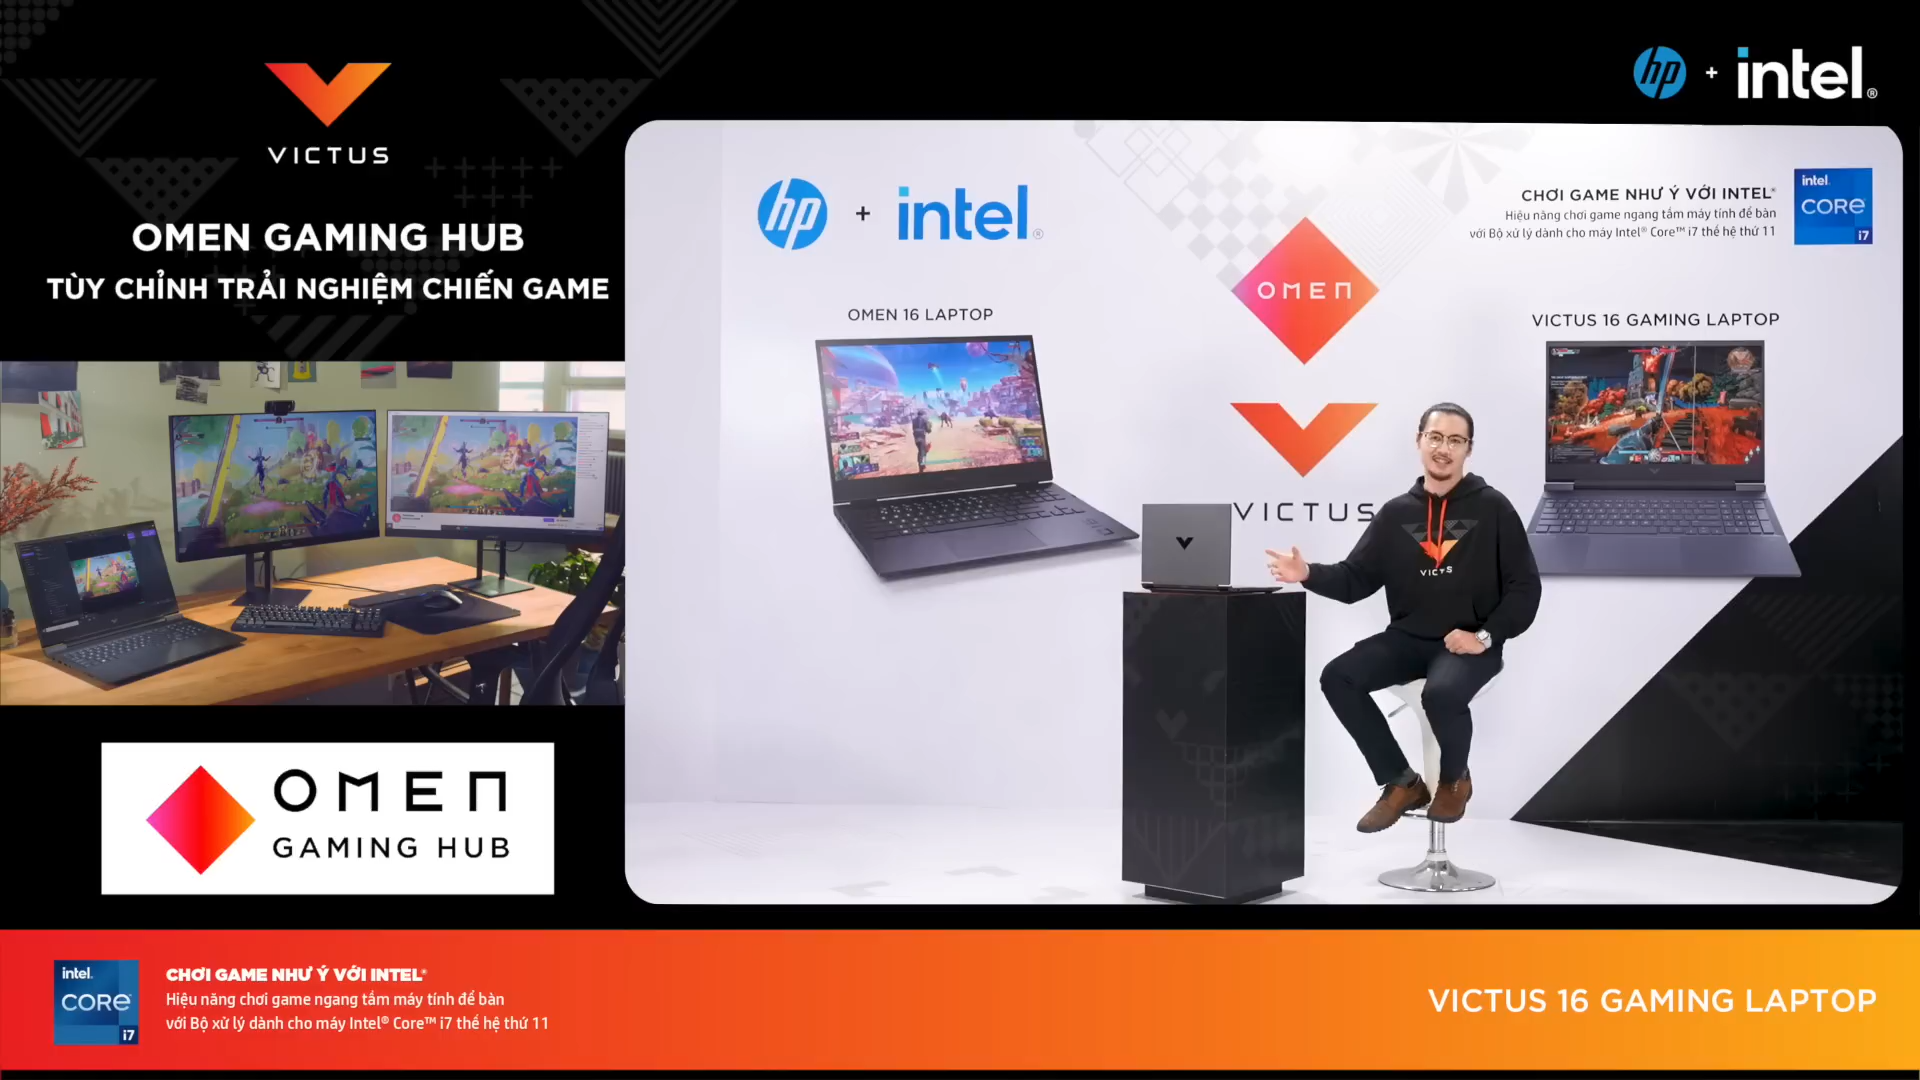 VICTUS
OMEN GAMING HUB
TÙY CHỈNH TRẢI NGHIỆM CHIẾN GAME
OMEN
GAMING HUB
hp + intel®
hp + intel®
CHƠI GAME NHƯ Ý VỚI INTEL®
Hiệu năng chơi game ngang tầm máy tính để bàn
với Bộ xử lý dành cho máy Intel® Core™ i7 thế hệ thứ 11
intel.
CORE
i7
OMEN
OMEN 16 LAPTOP
VICTUS 16 GAMING LAPTOP
VICTUS
VICTUS
intel.
CORE
i7
CHƠI GAME NHƯ Ý VỚI INTEL®
Hiệu năng chơi game ngang tầm máy tính để bàn
với Bộ xử lý dành cho máy Intel® Core™ i7 thế hệ thứ 11
VICTUS 16 GAMING LAPTOP